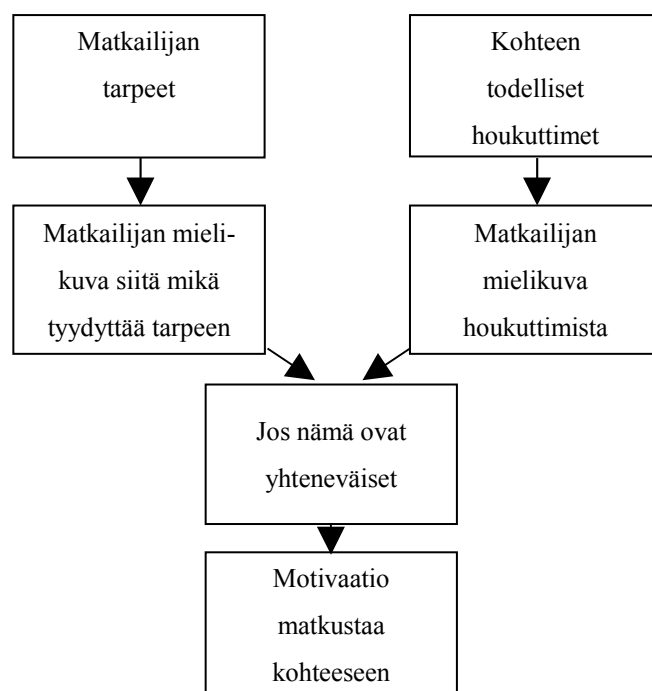 Matkailijan
tarpeet
Kohteen
todelliset
houkuttimet
Matkailijan mieli-
kuva siitä mikä
tyydyttää tarpeen
Matkailijan
mielikuva
houkuttimista
Jos nämä ovat
yhteneväiset
Motivaatio
matkustaa
kohteeseen